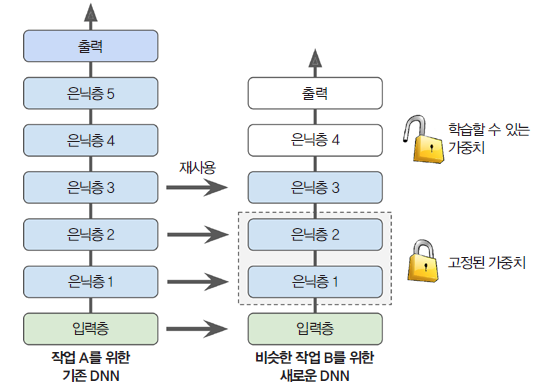 출력
은닉층 5
은닉층 4
은닉층 3
은닉층 2
은닉층 1
입력층
작업 A를 위한
기존 DNN
재사용
출력
은닉층 4
은닉층 3
은닉층 2
은닉층 1
입력층
비슷한 작업 B를 위한
새로운 DNN
학습할 수 있는
가중치
고정된 가중치